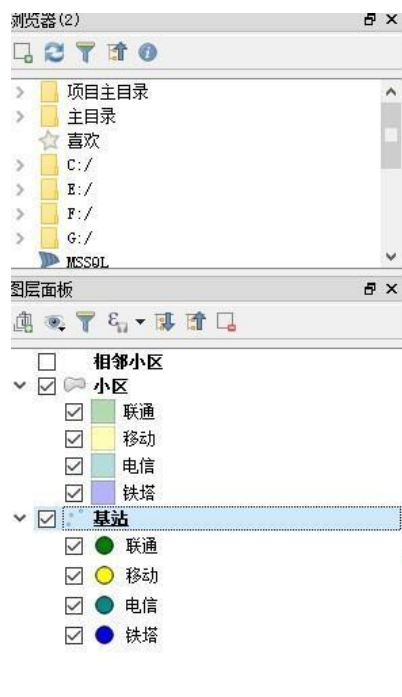 浏览器(2)
项目主目录
主目录
喜欢
C:/
E:/
F:/
G:/
MSSQL
图层面板
相邻小区
小区
联通
移动
电信
铁塔
基站
联通
移动
电信
铁塔